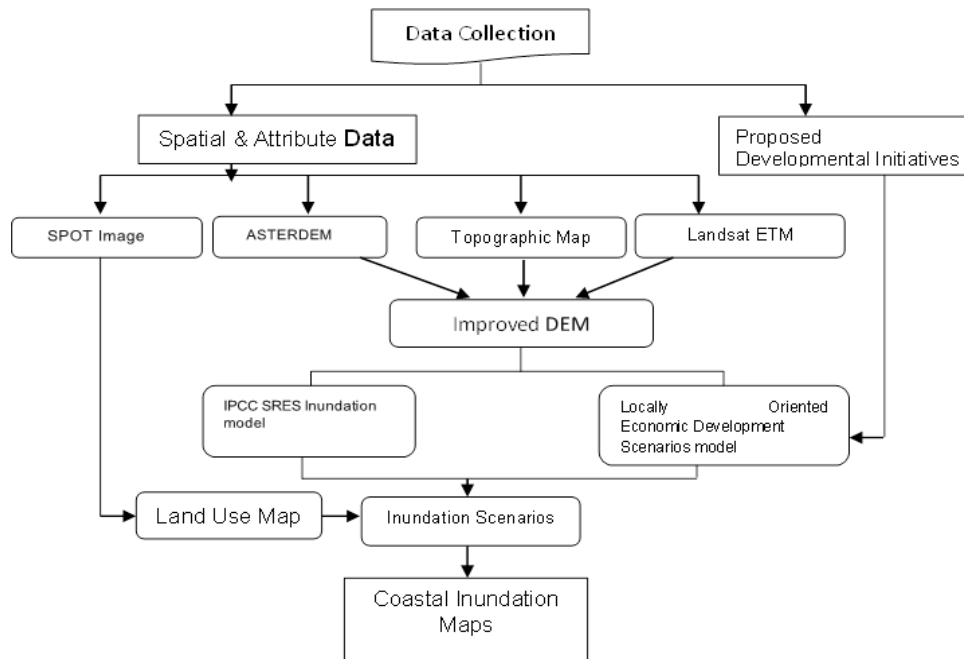 Data Collection
Spatial & Attribute Data
Proposed
Developmental Initiatives
SPOT Image
ASTERDEM
Topographic Map
Landsat ETM
Improved DEM
IPCC SRES Inundation
model
Locally Oriented
Economic Development
Scenarios model
Land Use Map
Inundation Scenarios
Coastal Inundation
Maps